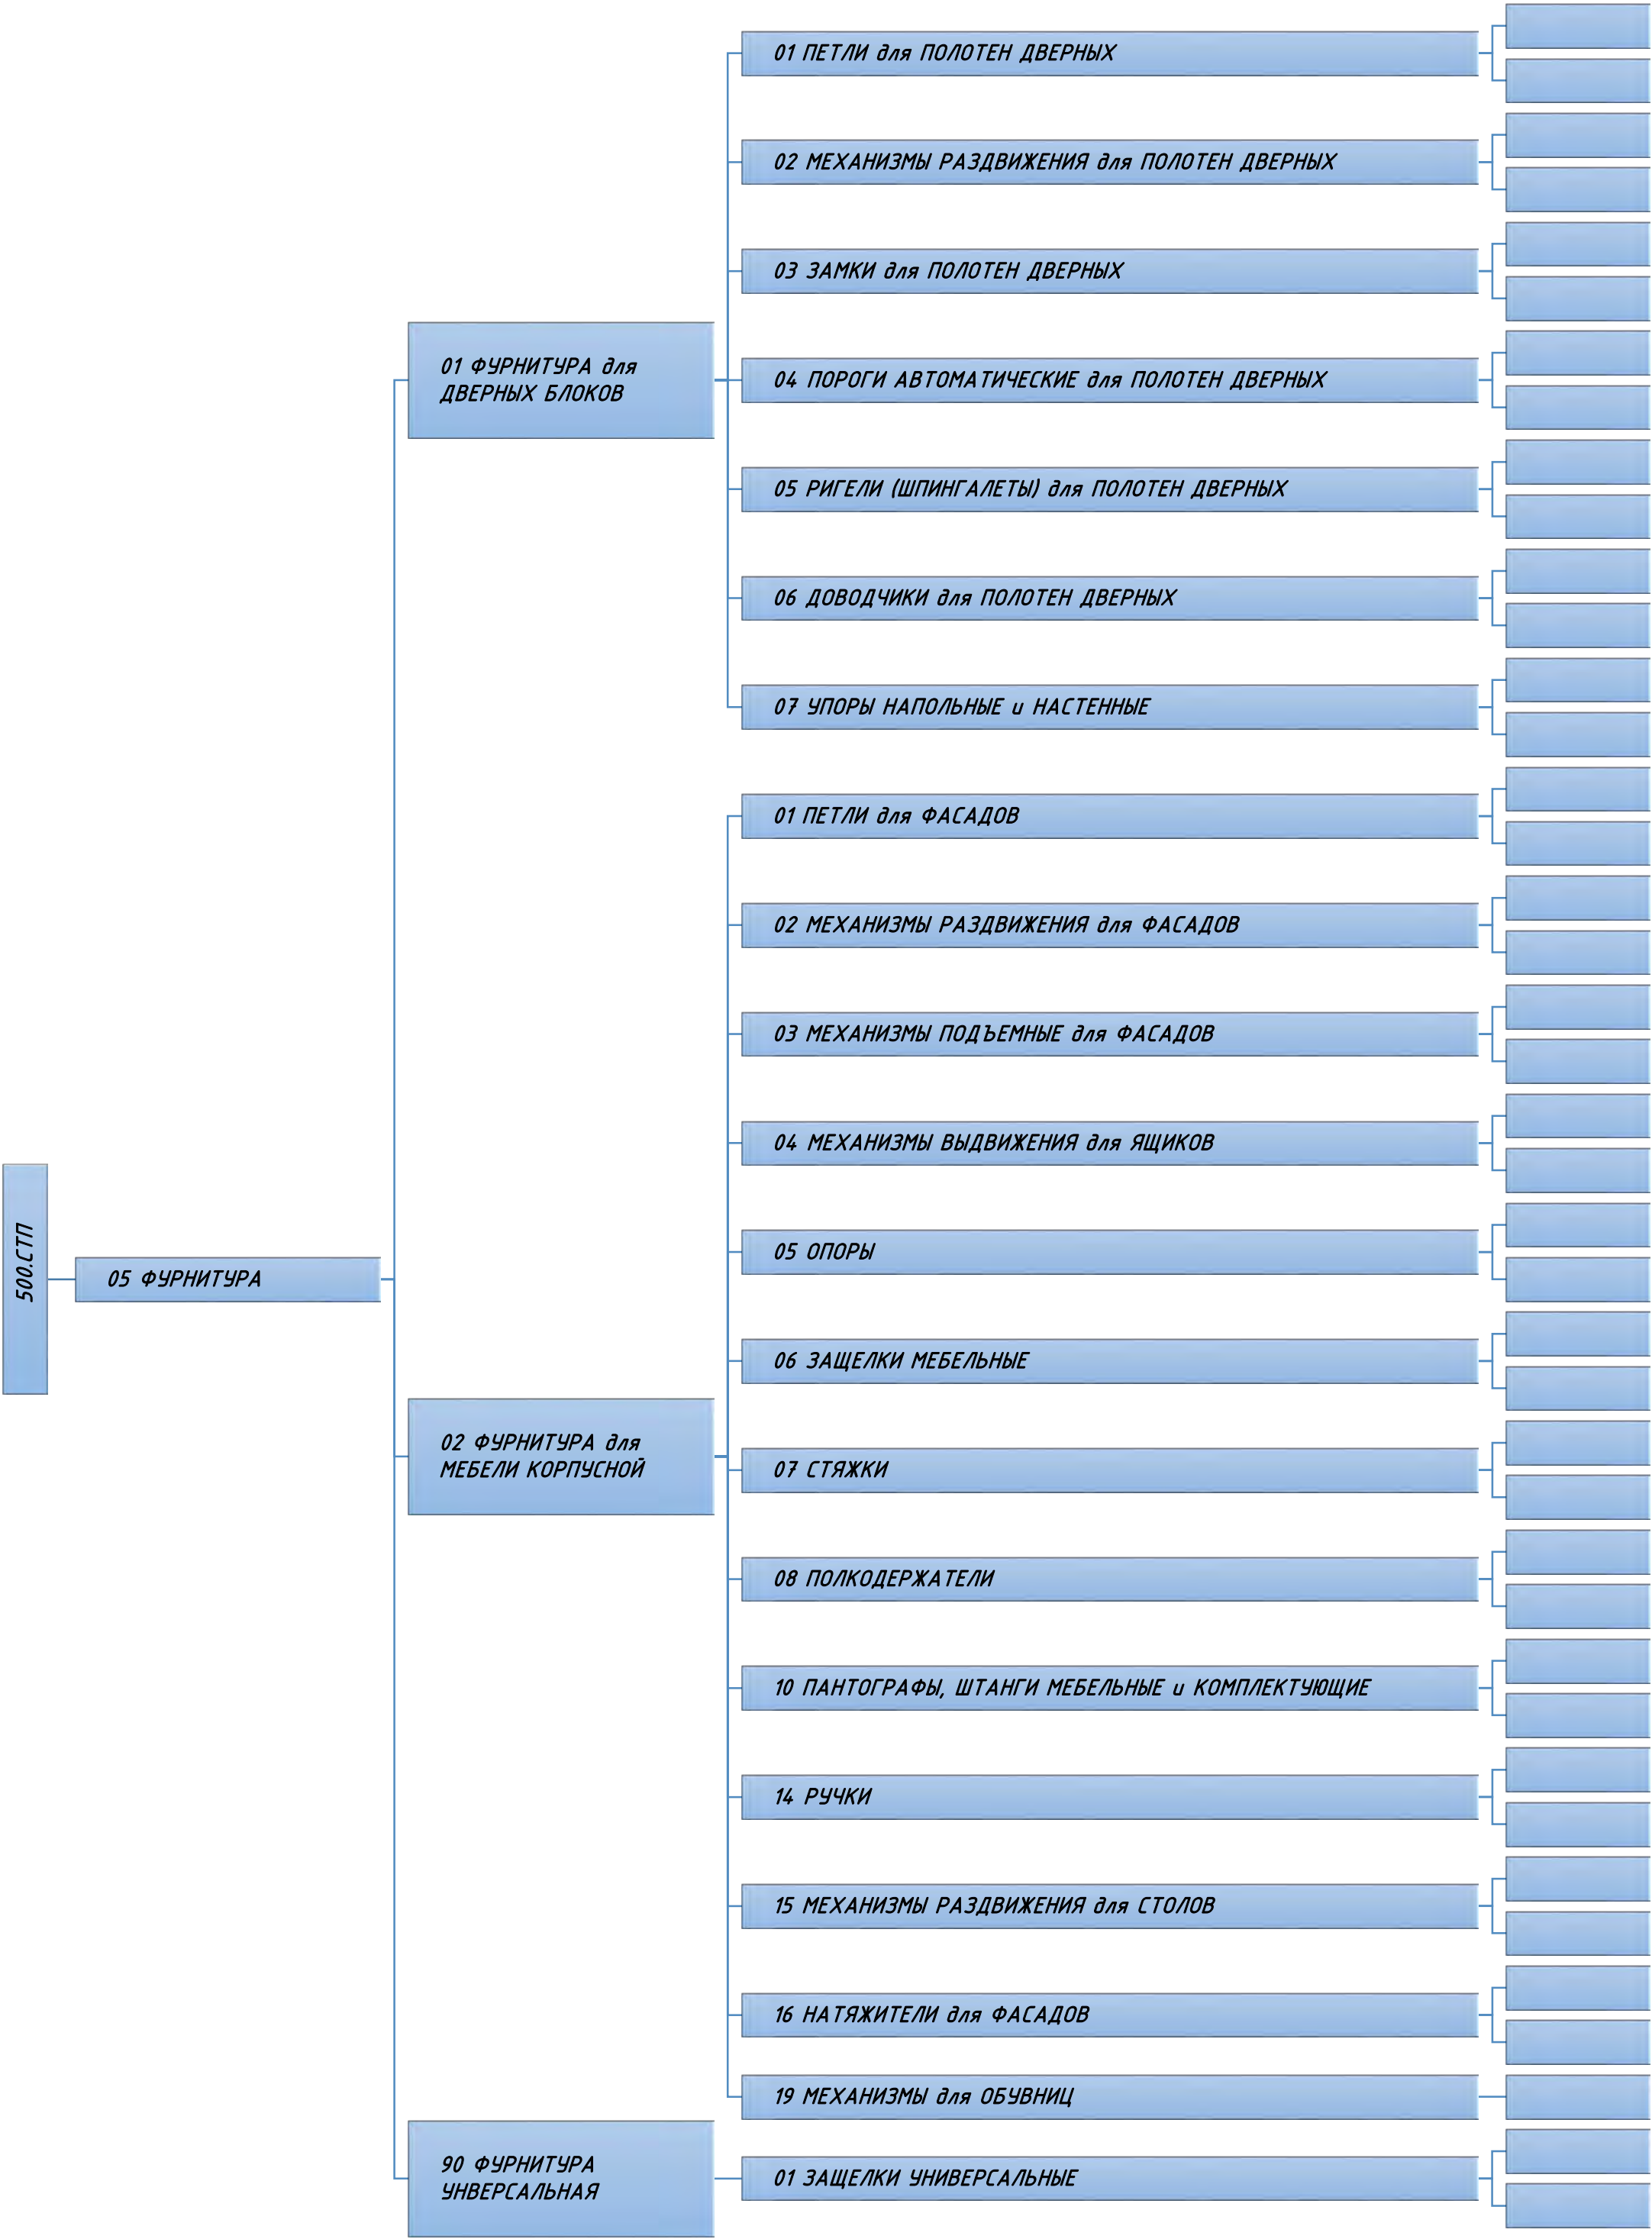 500.СТП
05 ФУРНИТУРА
01 ФУРНИТУРА для
ДВЕРНЫХ БЛОКОВ
01 ПЕТЛИ для ПОЛОТЕН ДВЕРНЫХ
02 МЕХАНИЗМЫ РАЗДВИЖЕНИЯ для ПОЛОТЕН ДВЕРНЫХ
03 ЗАМКИ для ПОЛОТЕН ДВЕРНЫХ
04 ПОРОГИ АВТОМАТИЧЕСКИЕ для ПОЛОТЕН ДВЕРНЫХ
05 РИГЕЛИ (ШПИНГАЛЕТЫ) для ПОЛОТЕН ДВЕРНЫХ
06 ДОВОДЧИКИ для ПОЛОТЕН ДВЕРНЫХ
07 УПОРЫ НАПОЛЬНЫЕ и НАСТЕННЫЕ
02 ФУРНИТУРА для
МЕБЕЛИ КОРПУСНОЙ
01 ПЕТЛИ для ФАСАДОВ
02 МЕХАНИЗМЫ РАЗДВИЖЕНИЯ для ФАСАДОВ
03 МЕХАНИЗМЫ ПОДЪЕМНЫЕ для ФАСАДОВ
04 МЕХАНИЗМЫ ВЫДВИЖЕНИЯ для ЯЩИКОВ
05 ОПОРЫ
06 ЗАЩЕЛКИ МЕБЕЛЬНЫЕ
07 СТЯЖКИ
08 ПОЛКОДЕРЖАТЕЛИ
10 ПАНТОГРАФЫ, ШТАНГИ МЕБЕЛЬНЫЕ и КОМПЛЕКТУЮЩИЕ
14 РУЧКИ
15 МЕХАНИЗМЫ РАЗДВИЖЕНИЯ для СТОЛОВ
16 НАТЯЖИТЕЛИ для ФАСАДОВ
19 МЕХАНИЗМЫ для ОБУВНИЦ
90 ФУРНИТУРА
УНВЕРСАЛЬНАЯ
01 ЗАЩЕЛКИ УНИВЕРСАЛЬНЫЕ